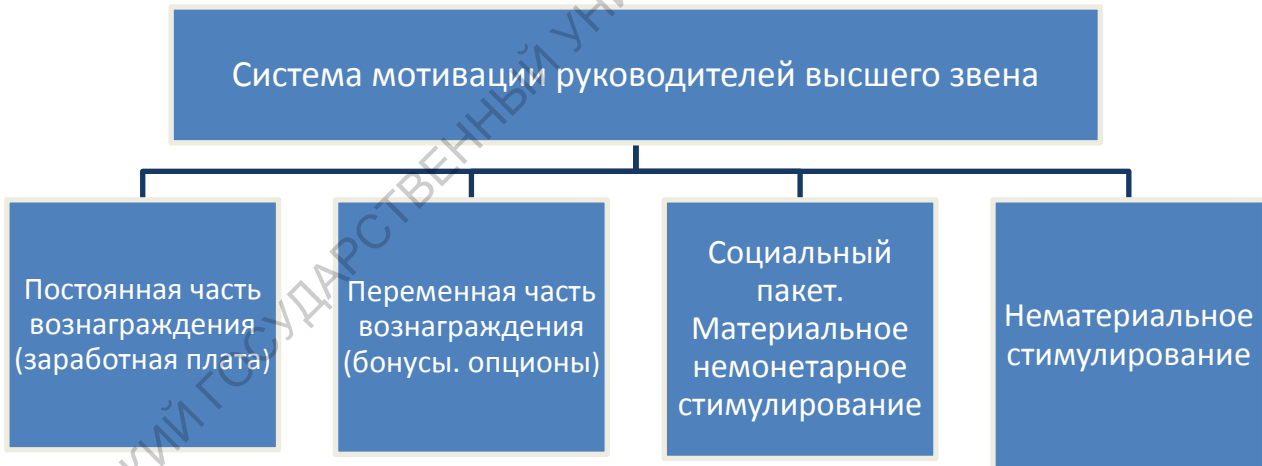 Система мотивации руководителей высшего звена
Постоянная часть
вознаграждения
(заработная плата)
Переменная часть
вознаграждения
(бонусы. опционы)
Социальный
пакет.
Материальное
немонетарное
стимулирование
Нематериальное
стимулирование
ГОСУДАРСТВЕННЫЙ